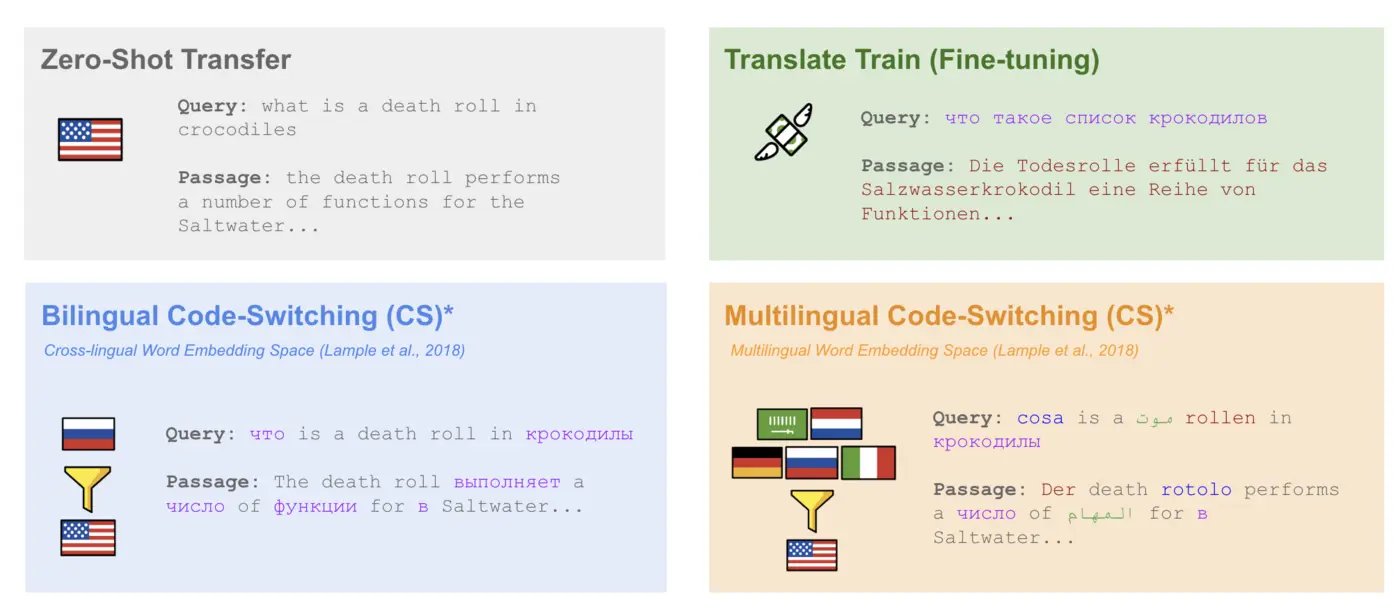 Zero-Shot Transfer
Query: what is a death roll in
crocodiles
Passage: the death roll performs
a number of functions for the
Saltwater...
Translate Train (Fine-tuning)
Query: что такое список крокодилов
Passage: Die Todesrolle erfüllt für das
Salzwasserkrokodil eine Reihe von
Funktionen...
Bilingual Code-Switching (CS)*
Cross-lingual Word Embedding Space (Lample et al., 2018)
Query: что is a death roll in крокодилы
Passage: The death roll выполняет a
число of функции for в Saltwater...
Multilingual Code-Switching (CS)*
Multilingual Word Embedding Space (Lample et al., 2018)
Query: cosa is a موت rollen in
крокодилы
Passage: Der death rotolo performs
a число of المهام for в
Saltwater...